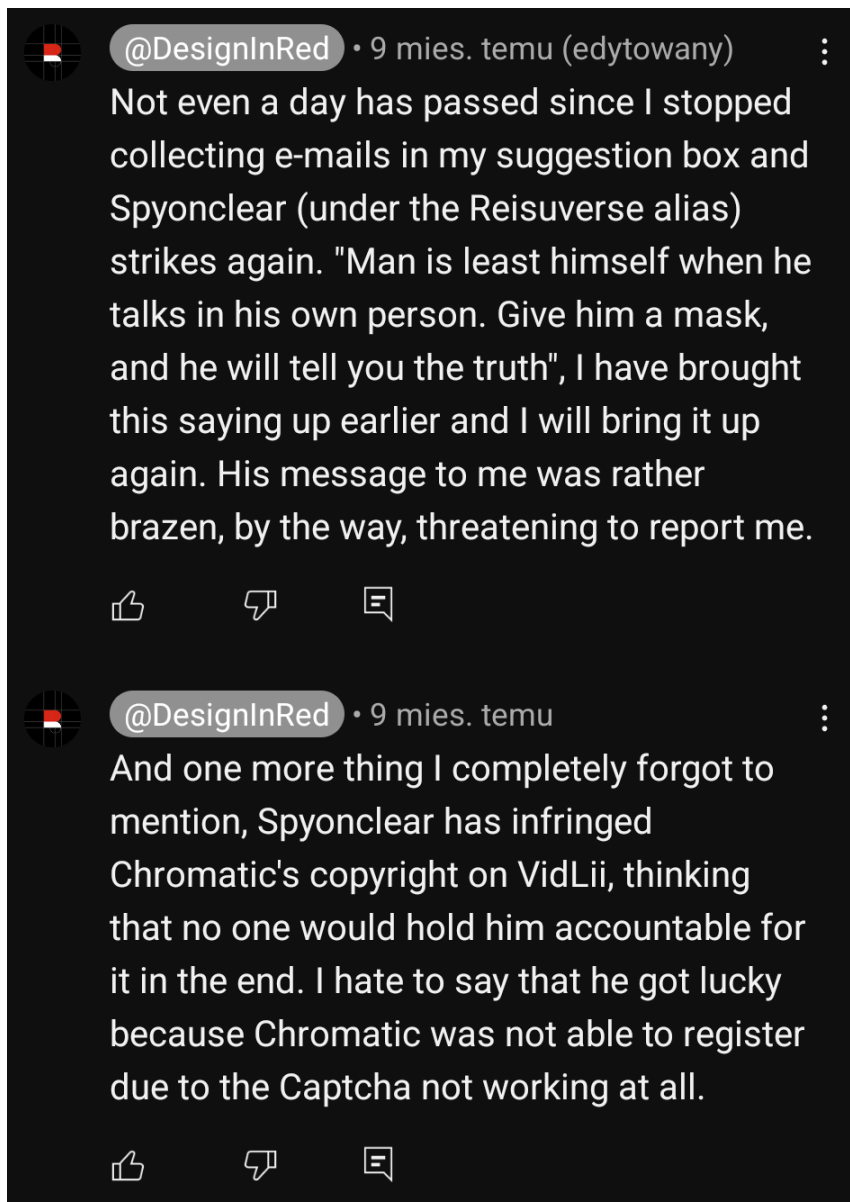 @DesignInRed • 9 mies. temu (edytowany)
Not even a day has passed since I stopped
collecting e-mails in my suggestion box and
Spyonclear (under the Reisuverse alias)
strikes again. "Man is least himself when he
talks in his own person. Give him a mask,
and he will tell you the truth", I have brought
this saying up earlier and I will bring it up
again. His message to me was rather
brazen, by the way, threatening to report me.
@DesignInRed • 9 mies. temu
And one more thing I completely forgot to
mention, Spyonclear has infringed
Chromatic's copyright on VidLii, thinking
that no one would hold him accountable for
it in the end. I hate to say that he got lucky
because Chromatic was not able to register
due to the Captcha not working at all.